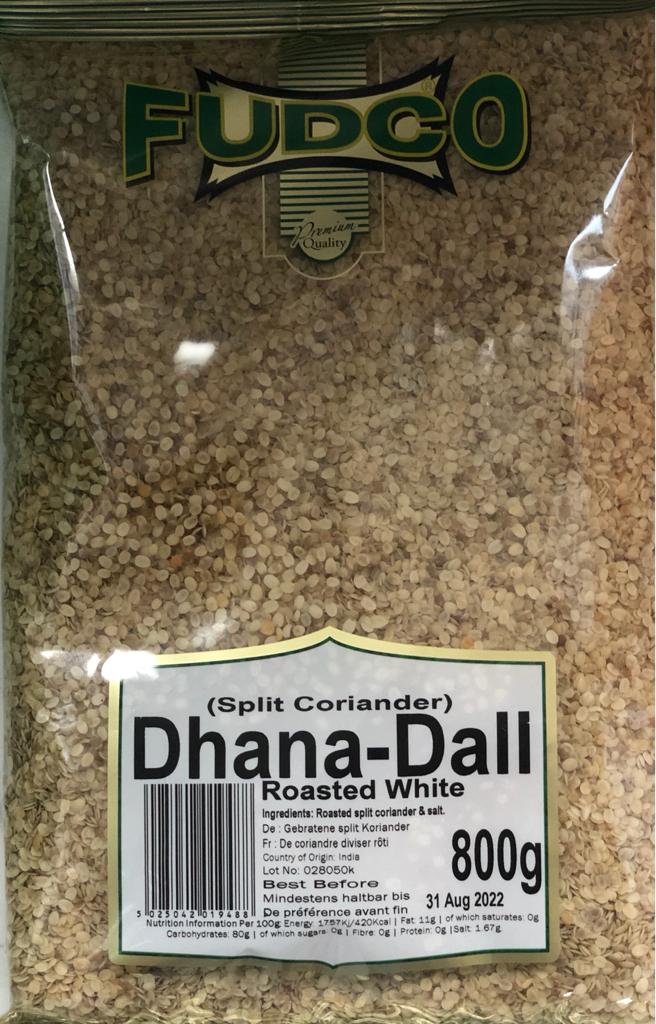 FUDCO
®
Premium
Quality
(Split Coriander)
Dhana-Dall
Roasted White
Ingredients: Roasted split coriander & salt.
De : Gebratene split Koriander
Fr : De coriandre diviser rôti
Country of Origin: India
Lot No: 028050k
800g
Best Before
Mindestens haltbar bis
De préférence avant fin
31 Aug 2022
5 025042 019488
Nutrition Information Per 100g: Energy 1757Kj/420Kcal | Fat: 11g | of which saturates: 0g
Carbohydrates: 80g | of which sugars: 0g | Fibre: 0g | Protein: 0g |Salt: 1.67g